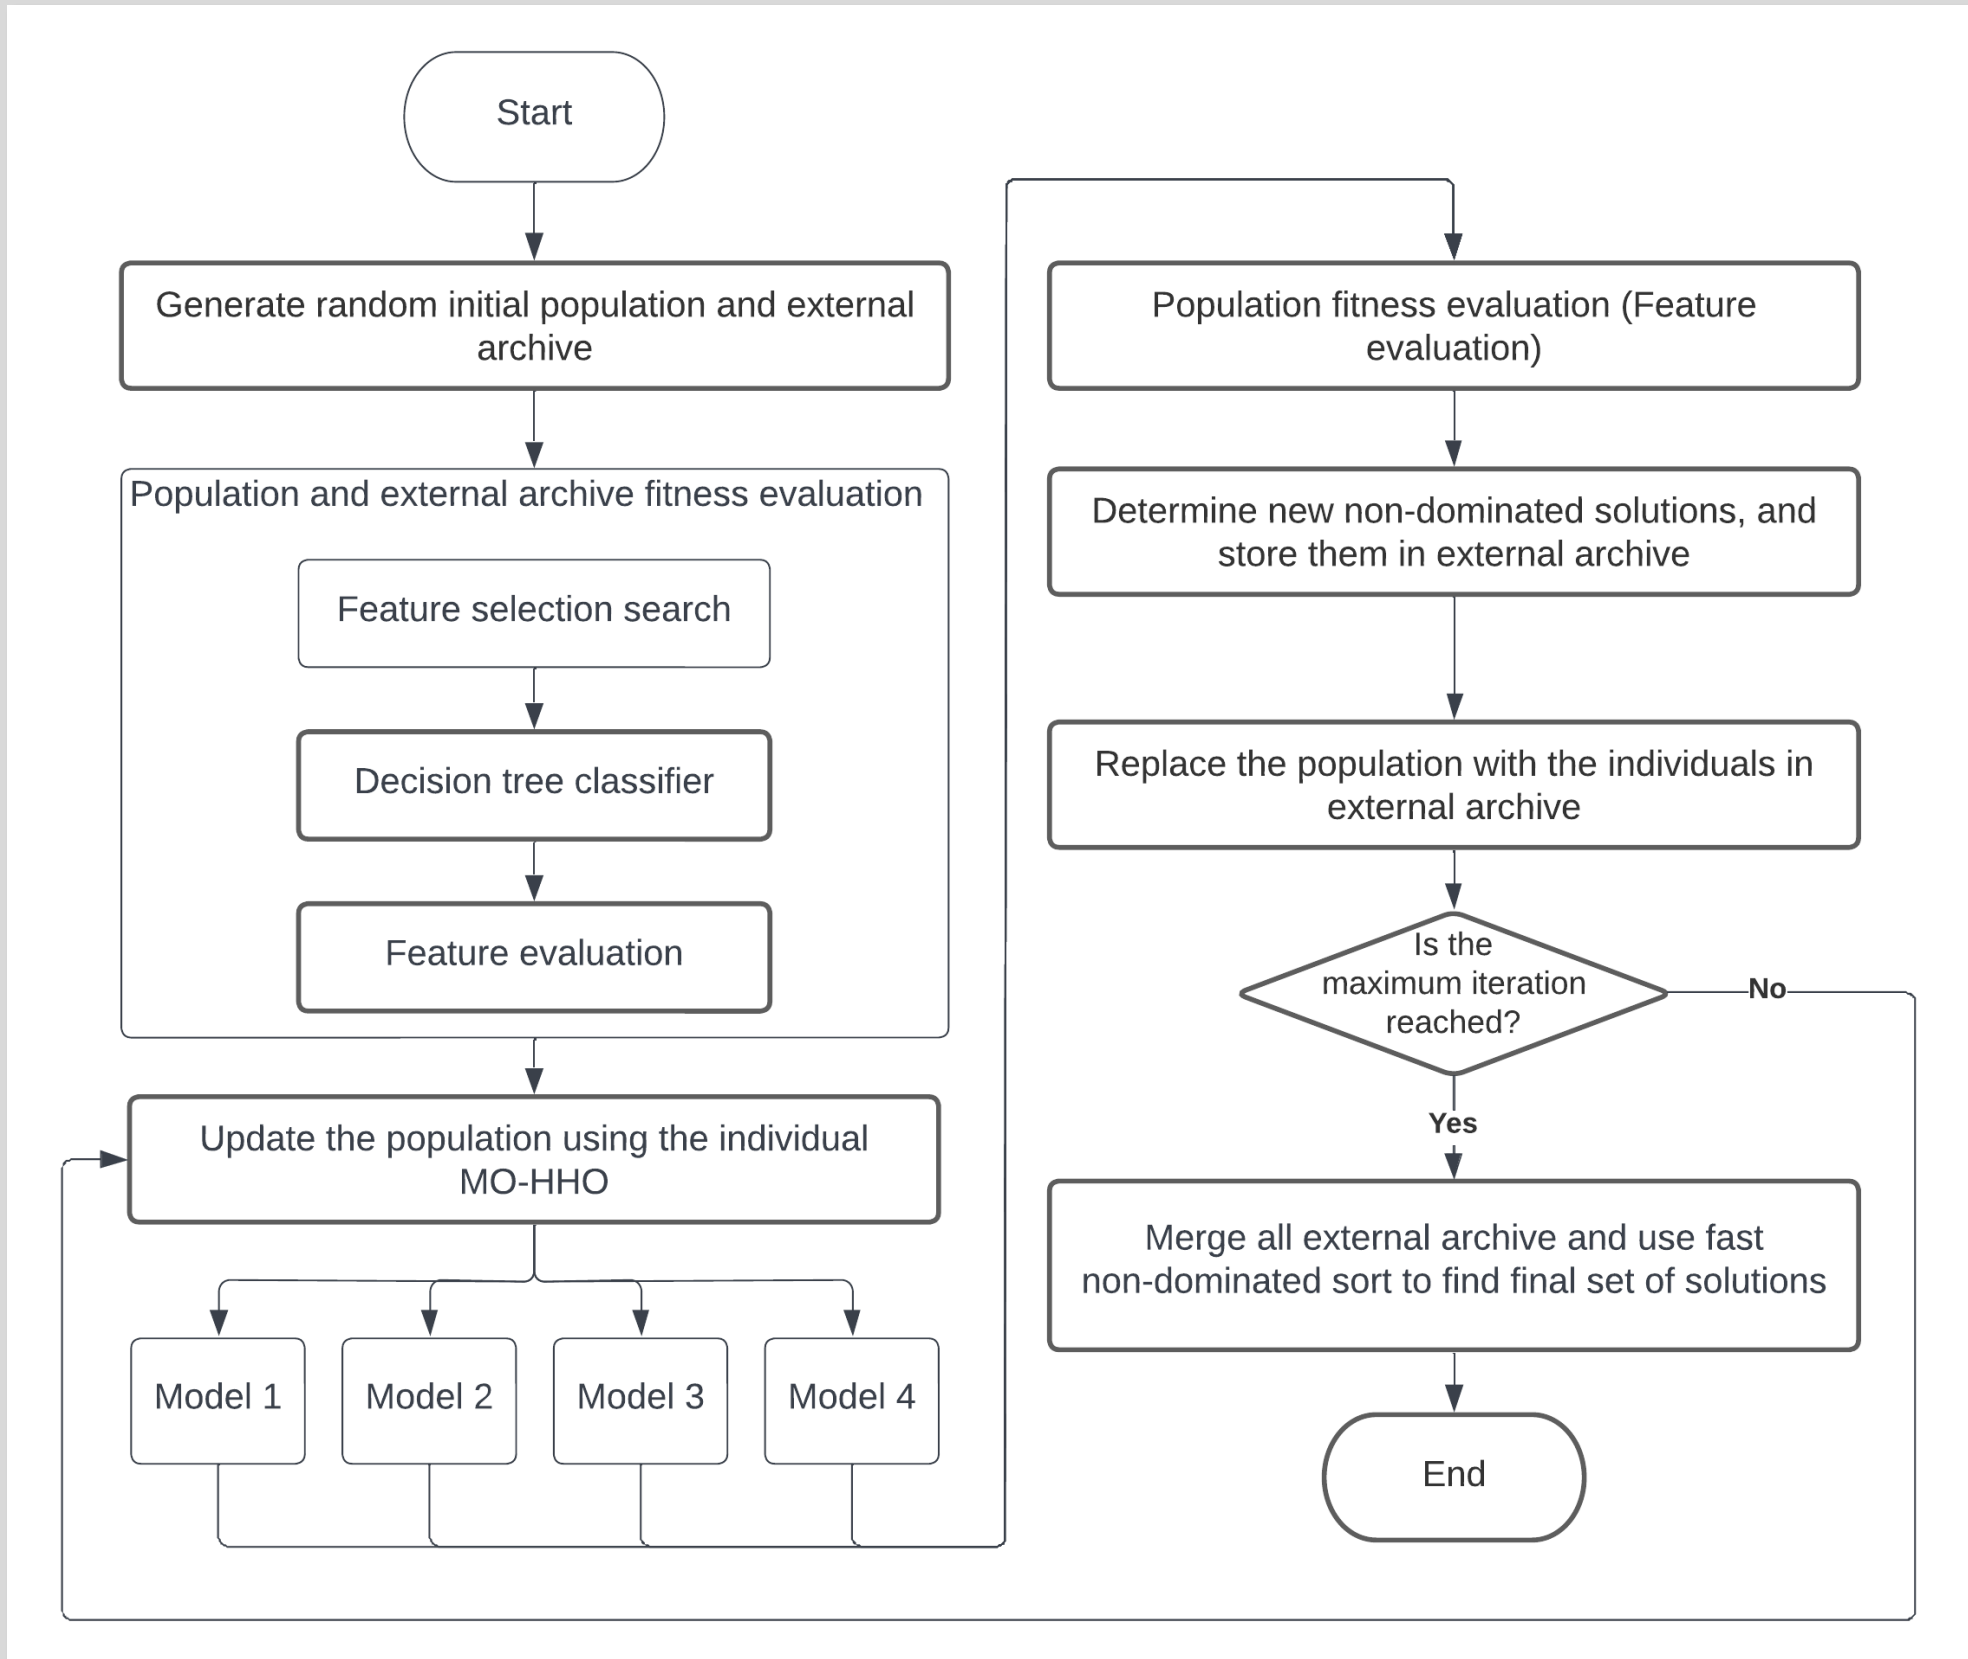 Start
Generate random initial population and external
archive
Population and external archive fitness evaluation
Feature selection search
Decision tree classifier
Feature evaluation
Update the population using the individual
MO-HHO
Model 1
Model 2
Model 3
Model 4
Population fitness evaluation (Feature
evaluation)
Determine new non-dominated solutions, and
store them in external archive
Replace the population with the individuals in
external archive
Is the
maximum iteration
reached?
No
Yes
Merge all external archive and use fast
non-dominated sort to find final set of solutions
End